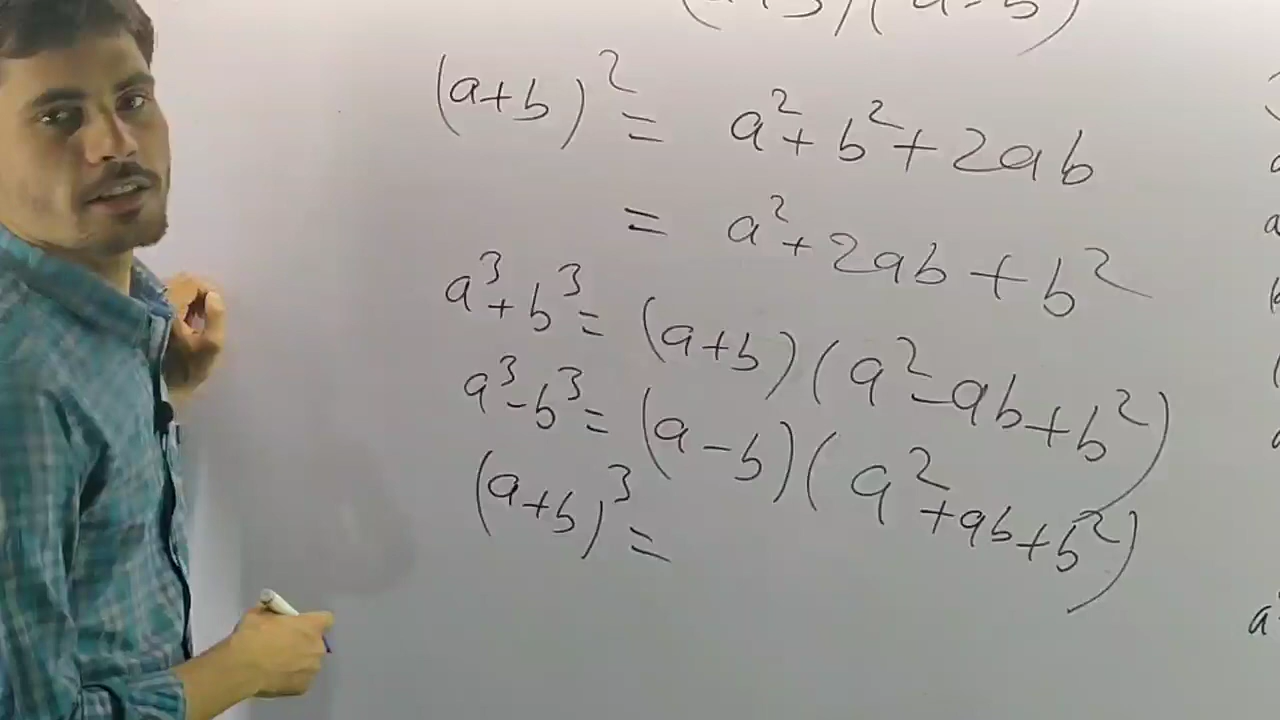 (a+b)² = a²+b²+2ab
= a²+2ab+b²
a³+b³= (a+b)(a²-ab+b²)
a³-b³= (a-b)(a²+ab+b²)
(a+b)³=